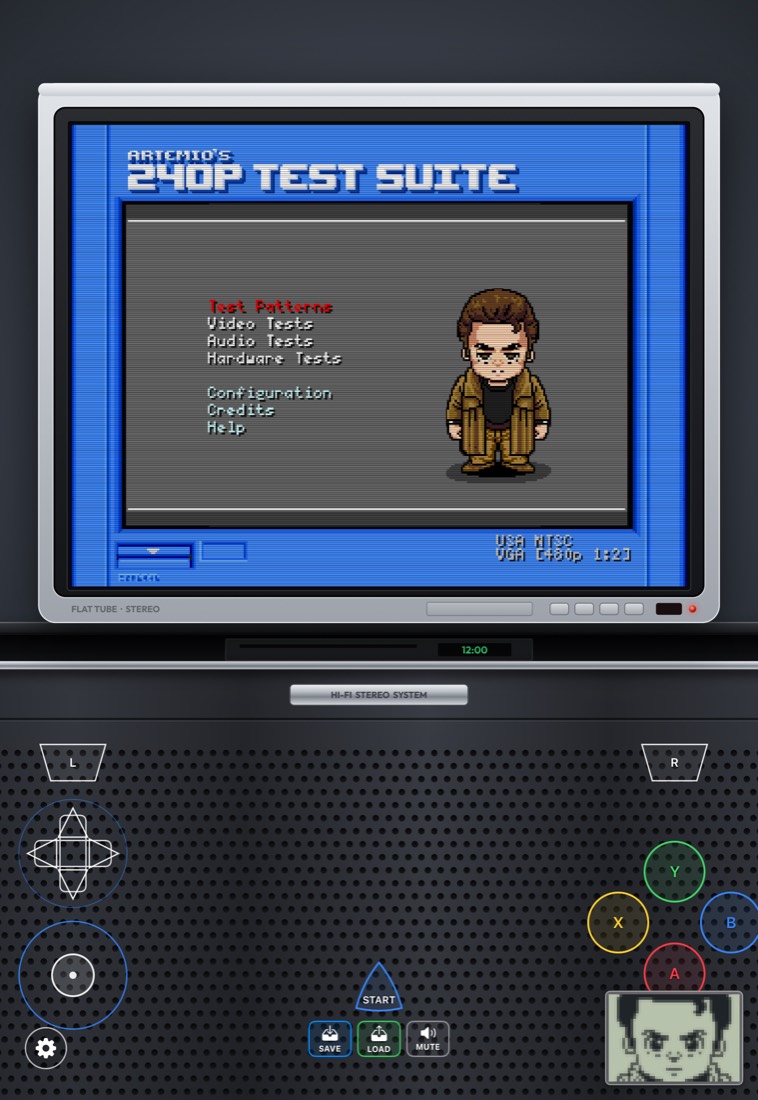 ARTEMIO'S
240P TEST SUITE
Test Patterns
Video Tests
Audio Tests
Hardware Tests
Configuration
Credits
Help
USA NTSC
VGA [480p 1:2]
FLAT TUBE · STEREO
12:00
HI-FI STEREO SYSTEM
L
R
Y
X
B
A
START
SAVE
LOAD
MUTE